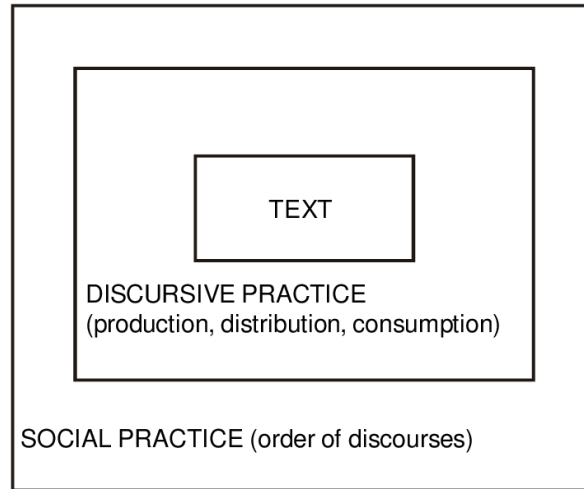 TEXT
DISCURSIVE PRACTICE
(production, distribution, consumption)
SOCIAL PRACTICE (order of discourses)